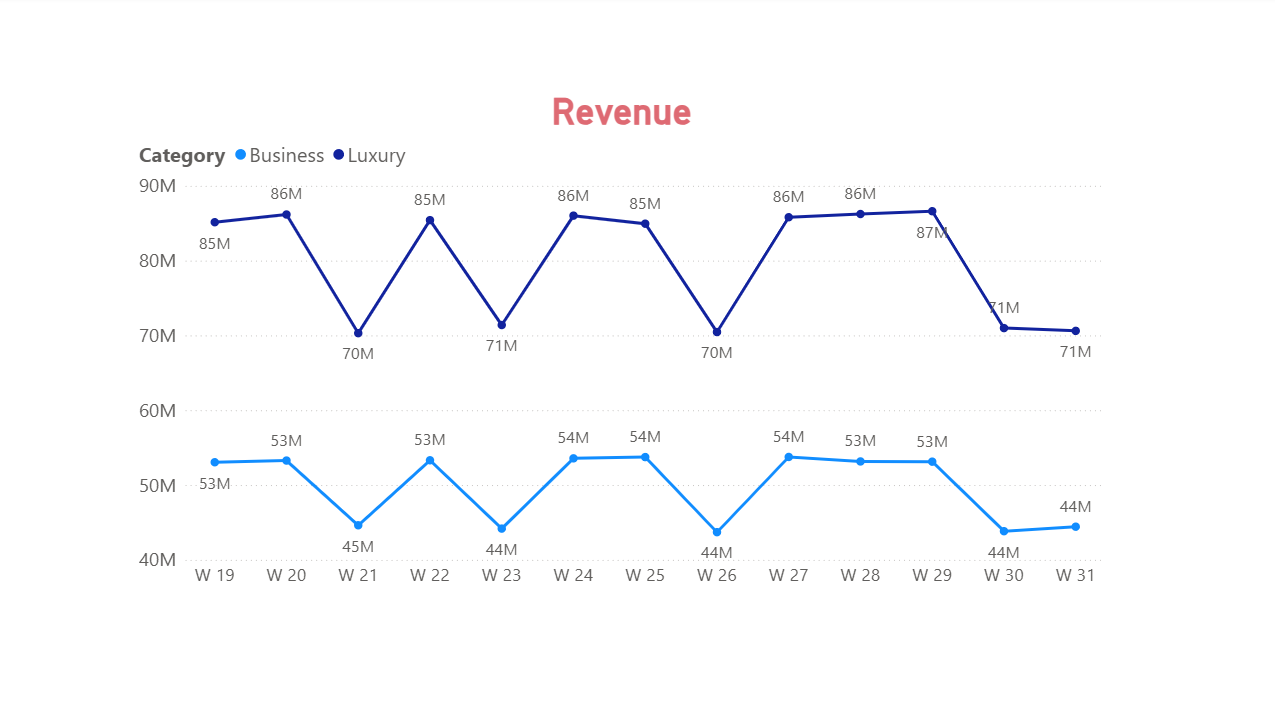 Revenue
Category Business Luxury
90M
86M 85M 86M 85M 86M 86M
85M 87M
80M
71M
70M
70M 71M 70M 71M
60M
53M 53M 54M 54M 54M 53M 53M
53M
50M
44M
45M 44M 44M 44M
40M
W 19 W 20 W 21 W 22 W 23 W 24 W 25 W 26 W 27 W 28 W 29 W 30 W 31